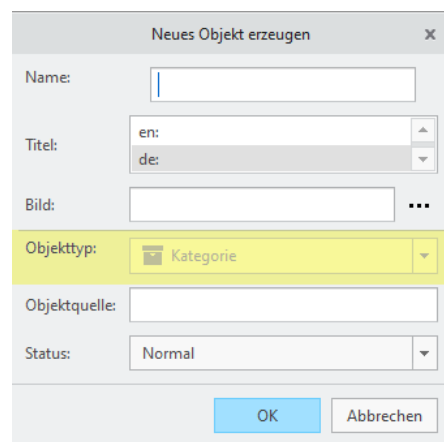 Neues Objekt erzeugen
Name:
Titel:
en:
de:
Bild:
Objekttyp:
Kategorie
Objektquelle:
Status:
Normal
OK
Abbrechen